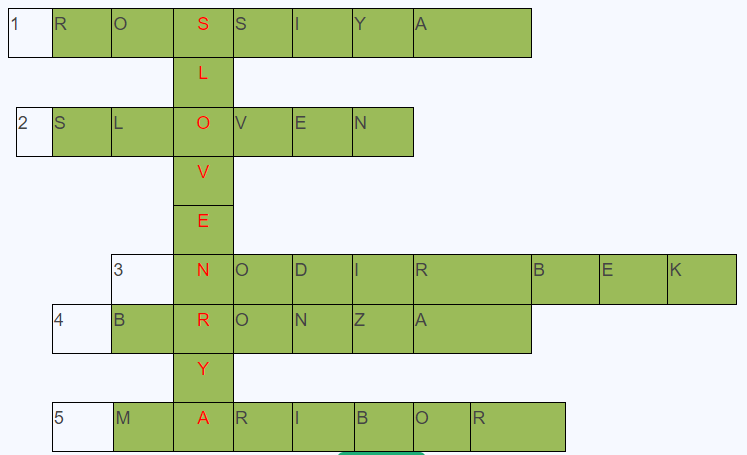 1 R O S S I Y A
L
2 S L O V E N
V
E
3 N O D I R B E K
4 B R O N Z A
Y
5 M A R I B O R